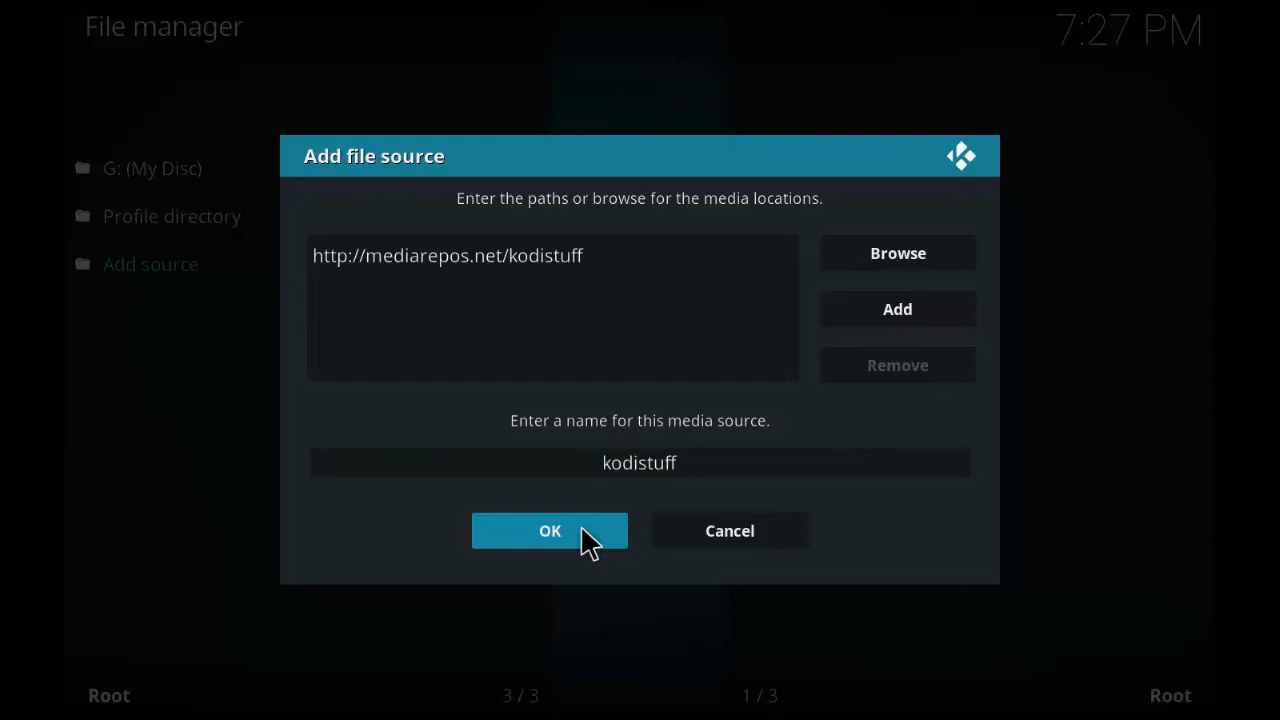 File manager
7:27 PM
Add file source
Enter the paths or browse for the media locations.
http://mediarepos.net/kodistuff
Browse
Add
Remove
G: (My Disc)
Profile directory
Add source
Enter a name for this media source.
kodistuff
OK
Cancel
Root
3 / 3
1 / 3
Root